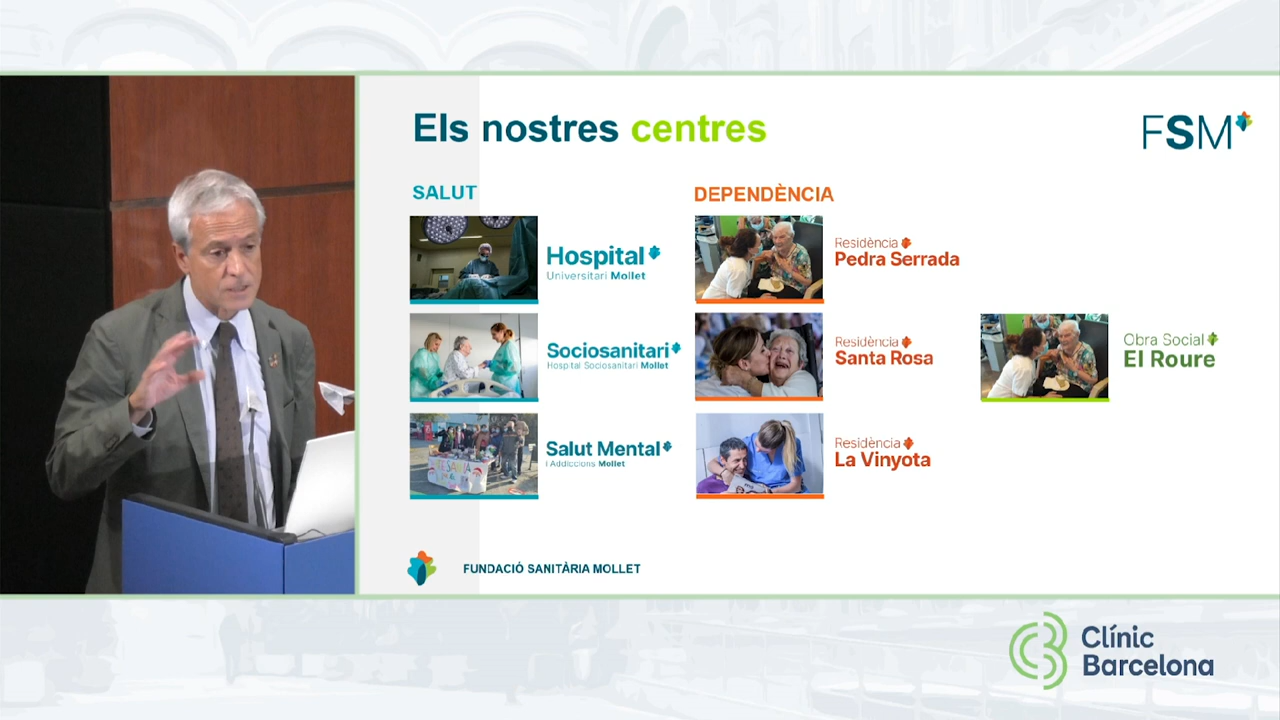 Els nostres centres
FSM
SALUT
Hospital
Universitari Mollet
Sociosanitari
Hospital Sociosanitari Mollet
Salut Mental
i Addiccions Mollet
DEPENDÈNCIA
Residència
Pedra Serrada
Residència
Santa Rosa
Residència
La Vinyota
Obra Social
El Roure
FUNDACIÓ SANITÀRIA MOLLET
Clínic
Barcelona